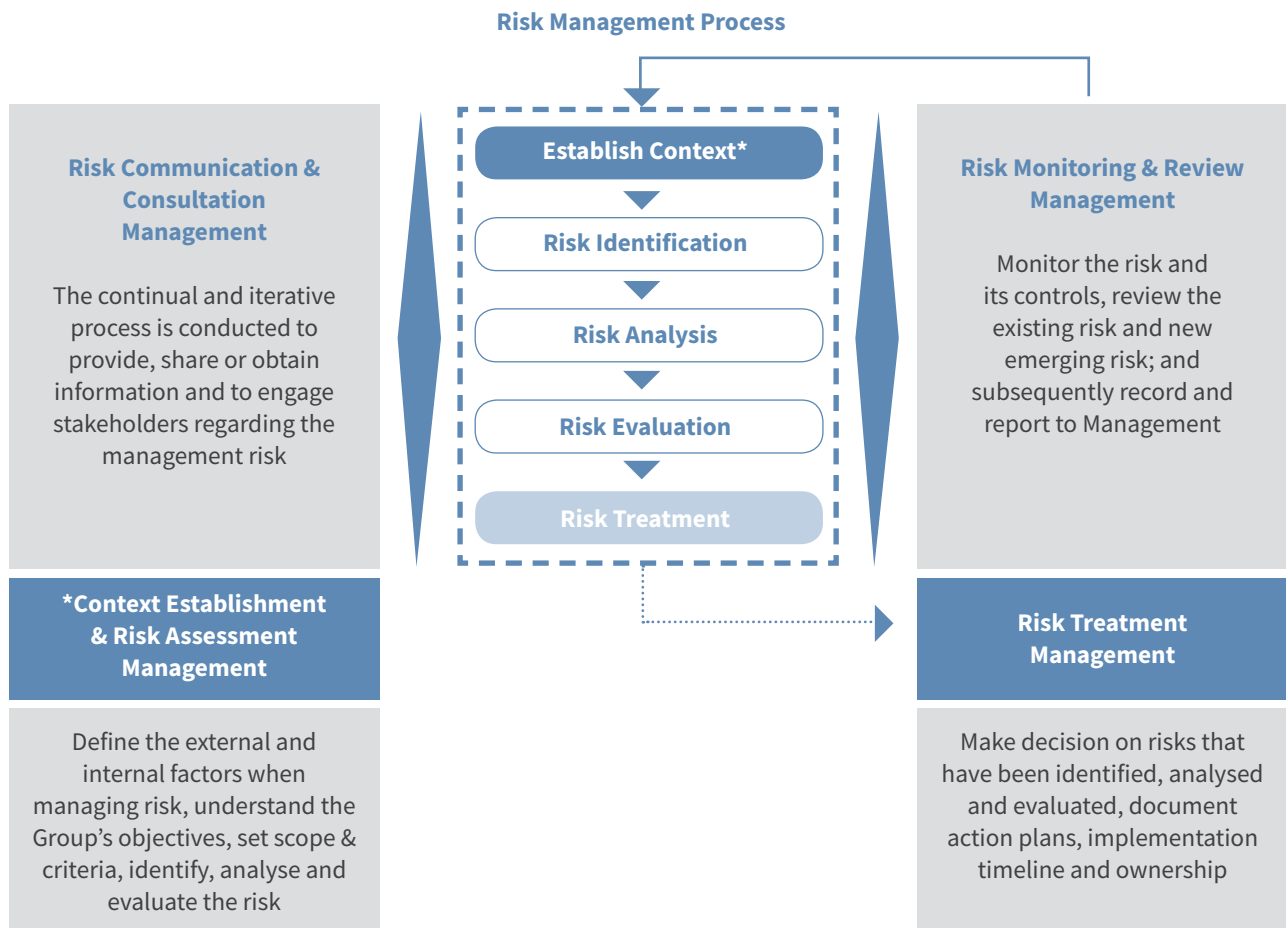 Risk Management Process
Risk Communication &
Consultation
Management
The continual and iterative
process is conducted to
provide, share or obtain
information and to engage
stakeholders regarding the
management risk
Establish Context*
Risk Identification
Risk Analysis
Risk Evaluation
Risk Treatment
Risk Monitoring & Review
Management
Monitor the risk and
its controls, review the
existing risk and new
emerging risk; and
subsequently record and
report to Management
*Context Establishment
& Risk Assessment
Management
Define the external and
internal factors when
managing risk, understand the
Group’s objectives, set scope &
criteria, identify, analyse and
evaluate the risk
Risk Treatment
Management
Make decision on risks that
have been identified, analysed
and evaluated, document
action plans, implementation
timeline and ownership